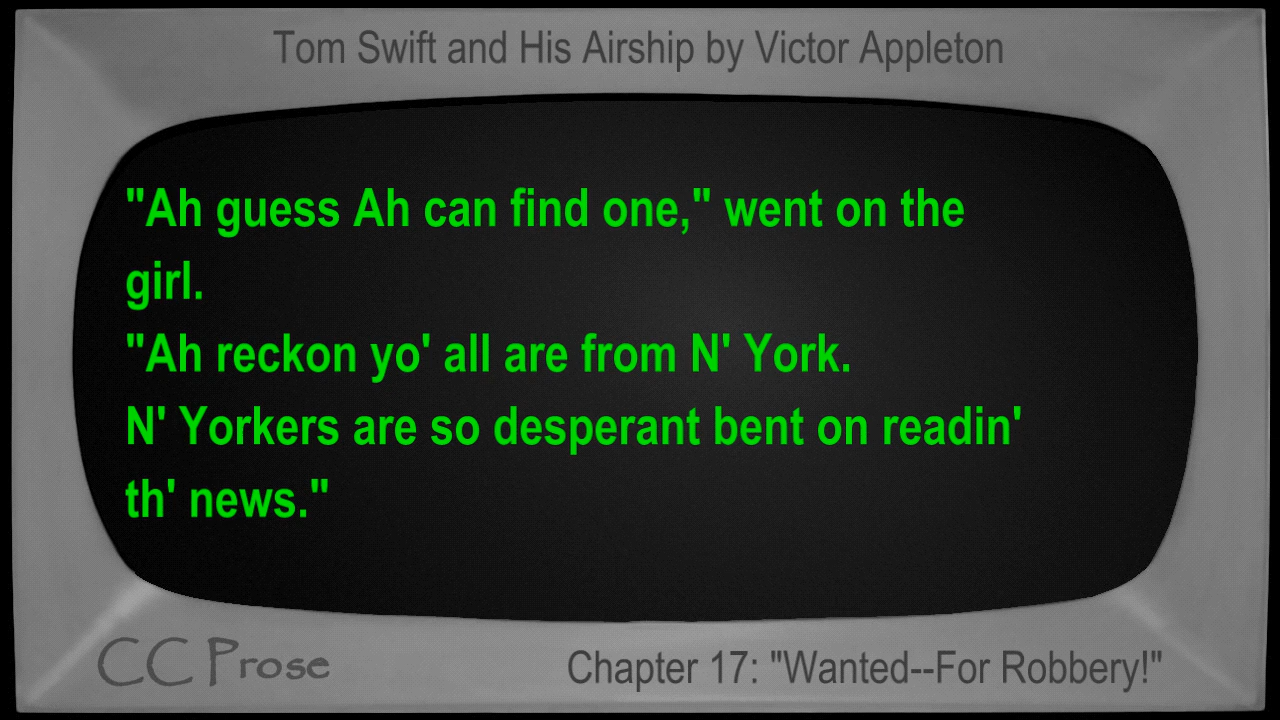 Tom Swift and His Airship by Victor Appleton
"Ah guess Ah can find one," went on the
girl.
"Ah reckon yo' all are from N' York.
N' Yorkers are so desperant bent on readin'
th' news."
CC Prose
Chapter 17: "Wanted--For Robbery!"